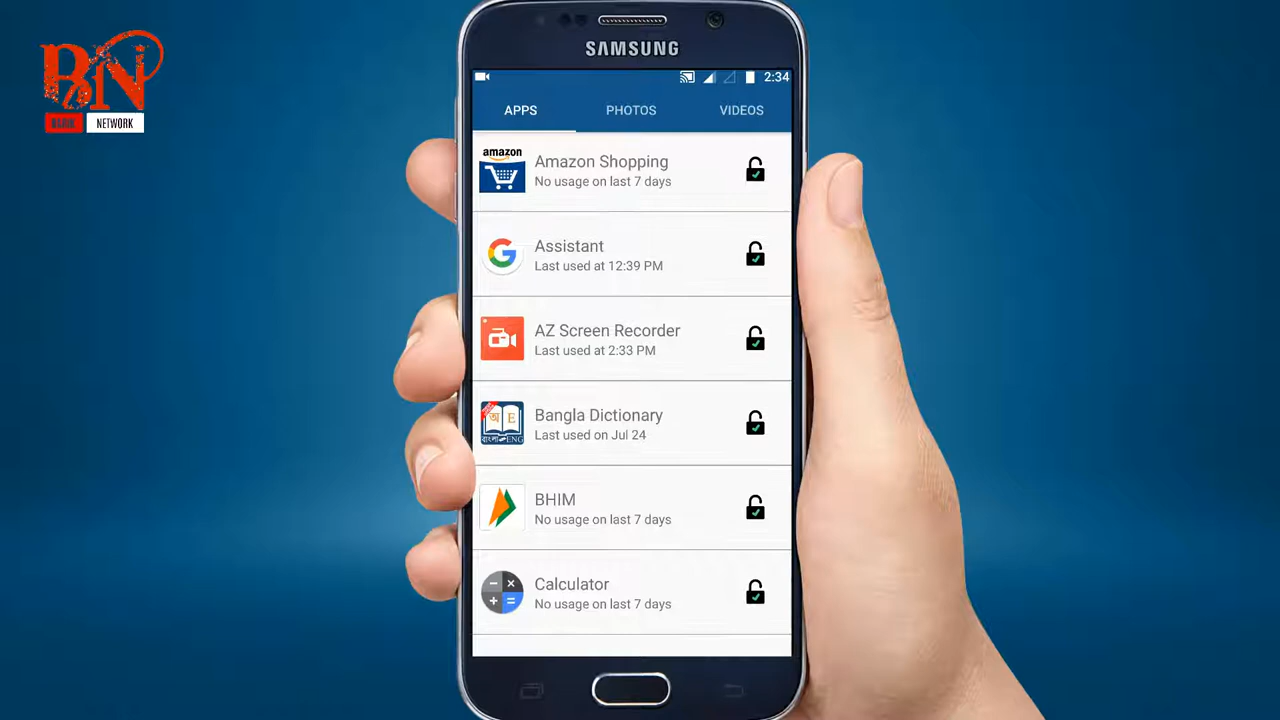 BN
NETWORK
SAMSUNG
2:34
APPS PHOTOS VIDEOS
amazon
Amazon Shopping
No usage on last 7 days
G
Assistant
Last used at 12:39 PM
AZ Screen Recorder
Last used at 2:33 PM
অ E
বাংলা ENG
Bangla Dictionary
Last used on Jul 24
BHIM
No usage on last 7 days
Calculator
No usage on last 7 days